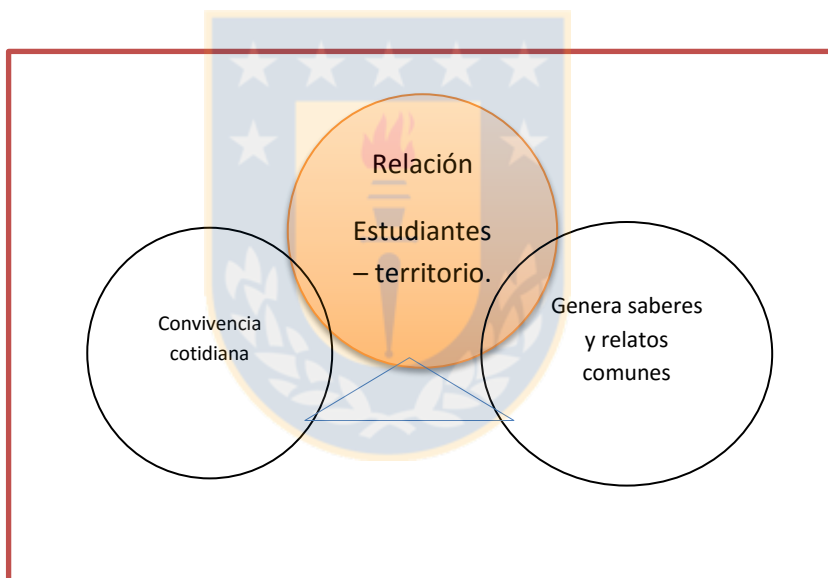 Relación
Estudiantes
– territorio.
Convivencia
cotidiana
Genera saberes
y relatos
comunes